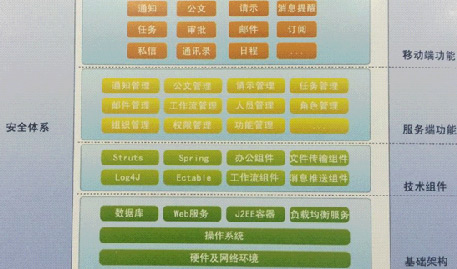 通知 公文 请示 消息提醒
任务 审批 邮件 订阅
私信 通讯录 日程 ...
移动端功能
通知管理 公文管理 请示管理 任务管理
邮件管理 工作流管理 人员管理 角色管理
组织管理 权限管理 功能管理 ......
安全体系
服务端功能
Struts Spring 办公组件 文件传输组件
Log4J Ectable 工作流组件 消息推送组件
技术组件
数据库 Web服务 J2EE容器 负载均衡服务
操作系统
硬件及网络环境
基础架构